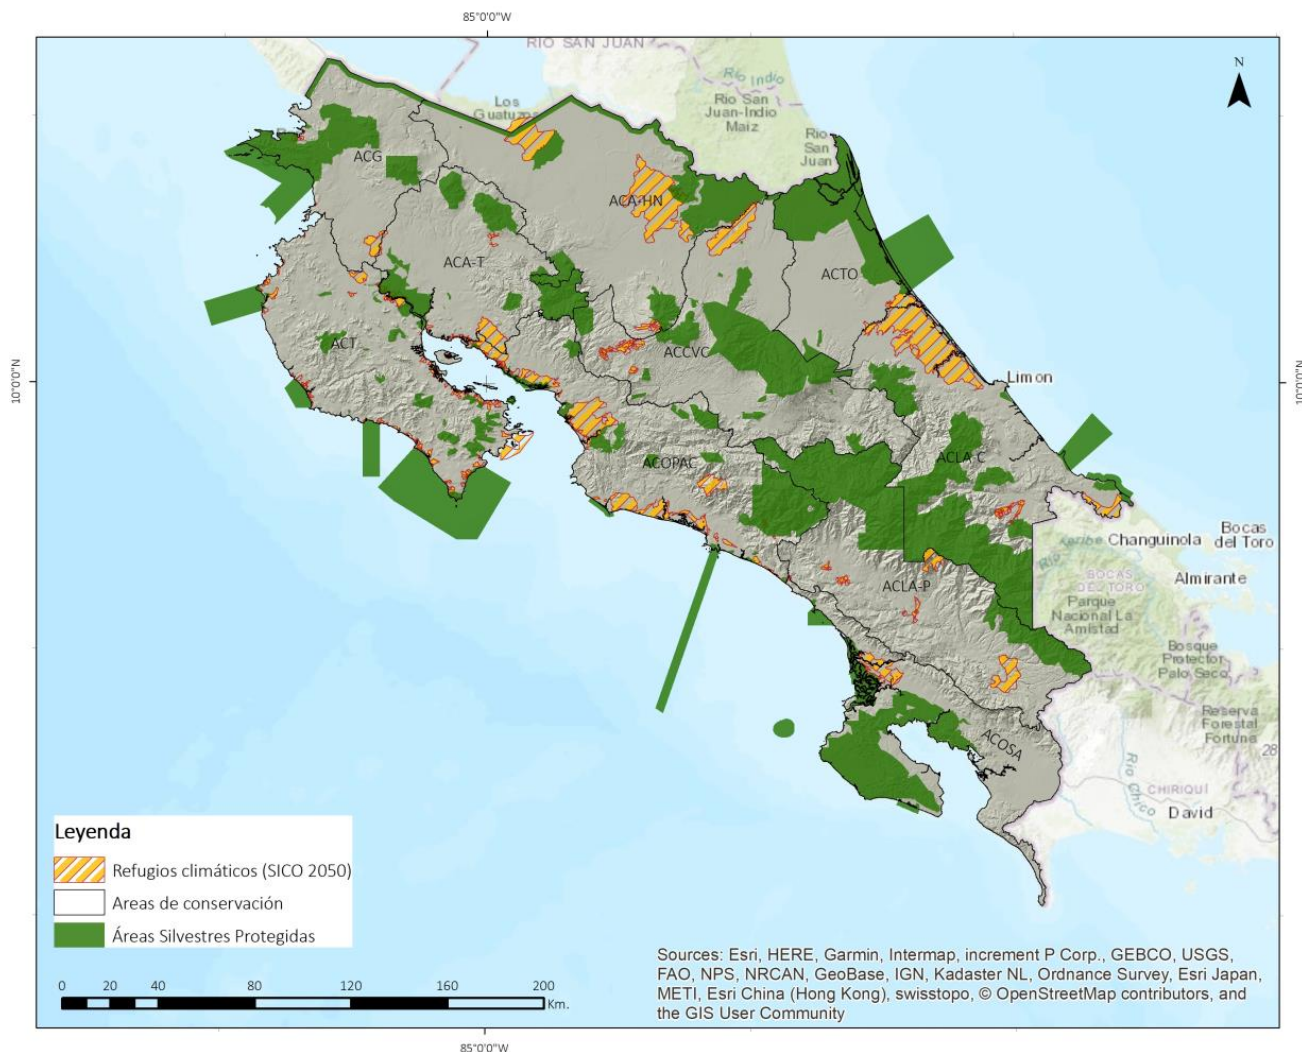 85°0'0"W
RIO SAN JUAN
Río Indio
Los
Guatuzos
Rio San
Juan-Indio
Maiz
Rio
San
Juan
N
ACG
ACA-HN
ACA-T
ACTO
ACT
ACCVC
10°0'0"N
10°0'0"N
Limon
ACOPAC
ACLA-C
Changuinola
Bocas
del Toro
BOCAS
DEL TORO
Almirante
ACLA-P
Parque
Nacional La
Amistad
Bosque
Protector
Palo Seco
Reserva
Forestal
Fortuna
28
ACOSA
Río Chico
CHIRIQUÍ
David
Leyenda
Refugios climáticos (SICO 2050)
Areas de conservación
Áreas Silvestres Protegidas
0 20 40 80 120 160 200
Km.
Sources: Esri, HERE, Garmin, Intermap, increment P Corp., GEBCO, USGS,
FAO, NPS, NRCAN, GeoBase, IGN, Kadaster NL, Ordnance Survey, Esri Japan,
METI, Esri China (Hong Kong), swisstopo, © OpenStreetMap contributors, and
the GIS User Community
85°0'0"W